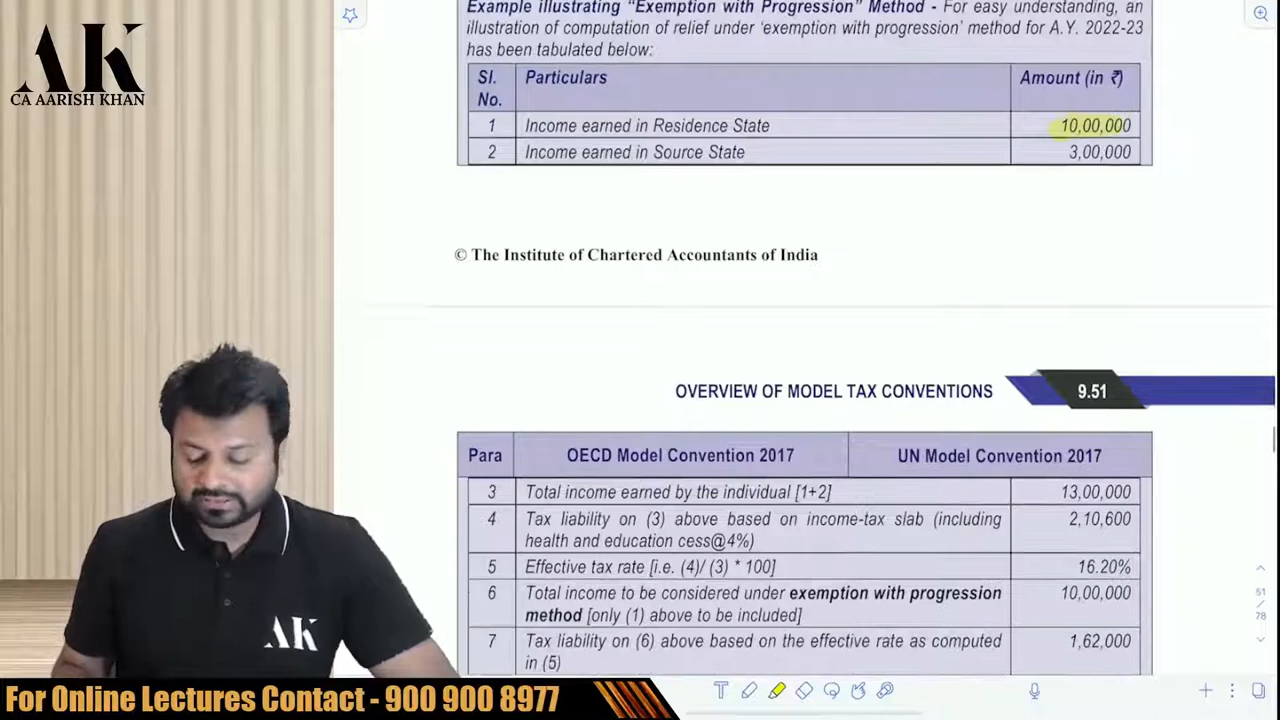 AK
CA AARISH KHAN
Example illustrating “Exemption with Progression” Method - For easy understanding, an
illustration of computation of relief under ‘exemption with progression’ method for A.Y. 2022-23
has been tabulated below:
Sl. No. Particulars Amount (in ₹)
1 Income earned in Residence State 10,00,000
2 Income earned in Source State 3,00,000
© The Institute of Chartered Accountants of India
OVERVIEW OF MODEL TAX CONVENTIONS 9.51
Para OECD Model Convention 2017 UN Model Convention 2017
3 Total income earned by the individual [1+2] 13,00,000
4 Tax liability on (3) above based on income-tax slab (including 2,10,600
health and education cess@4%)
5 Effective tax rate [i.e. (4)/ (3) * 100] 16.20%
6 Total income to be considered under exemption with progression 10,00,000
method [only (1) above to be included]
7 Tax liability on (6) above based on the effective rate as computed 1,62,000
in (5)
51
/
78
AK
For Online Lectures Contact - 900 900 8977